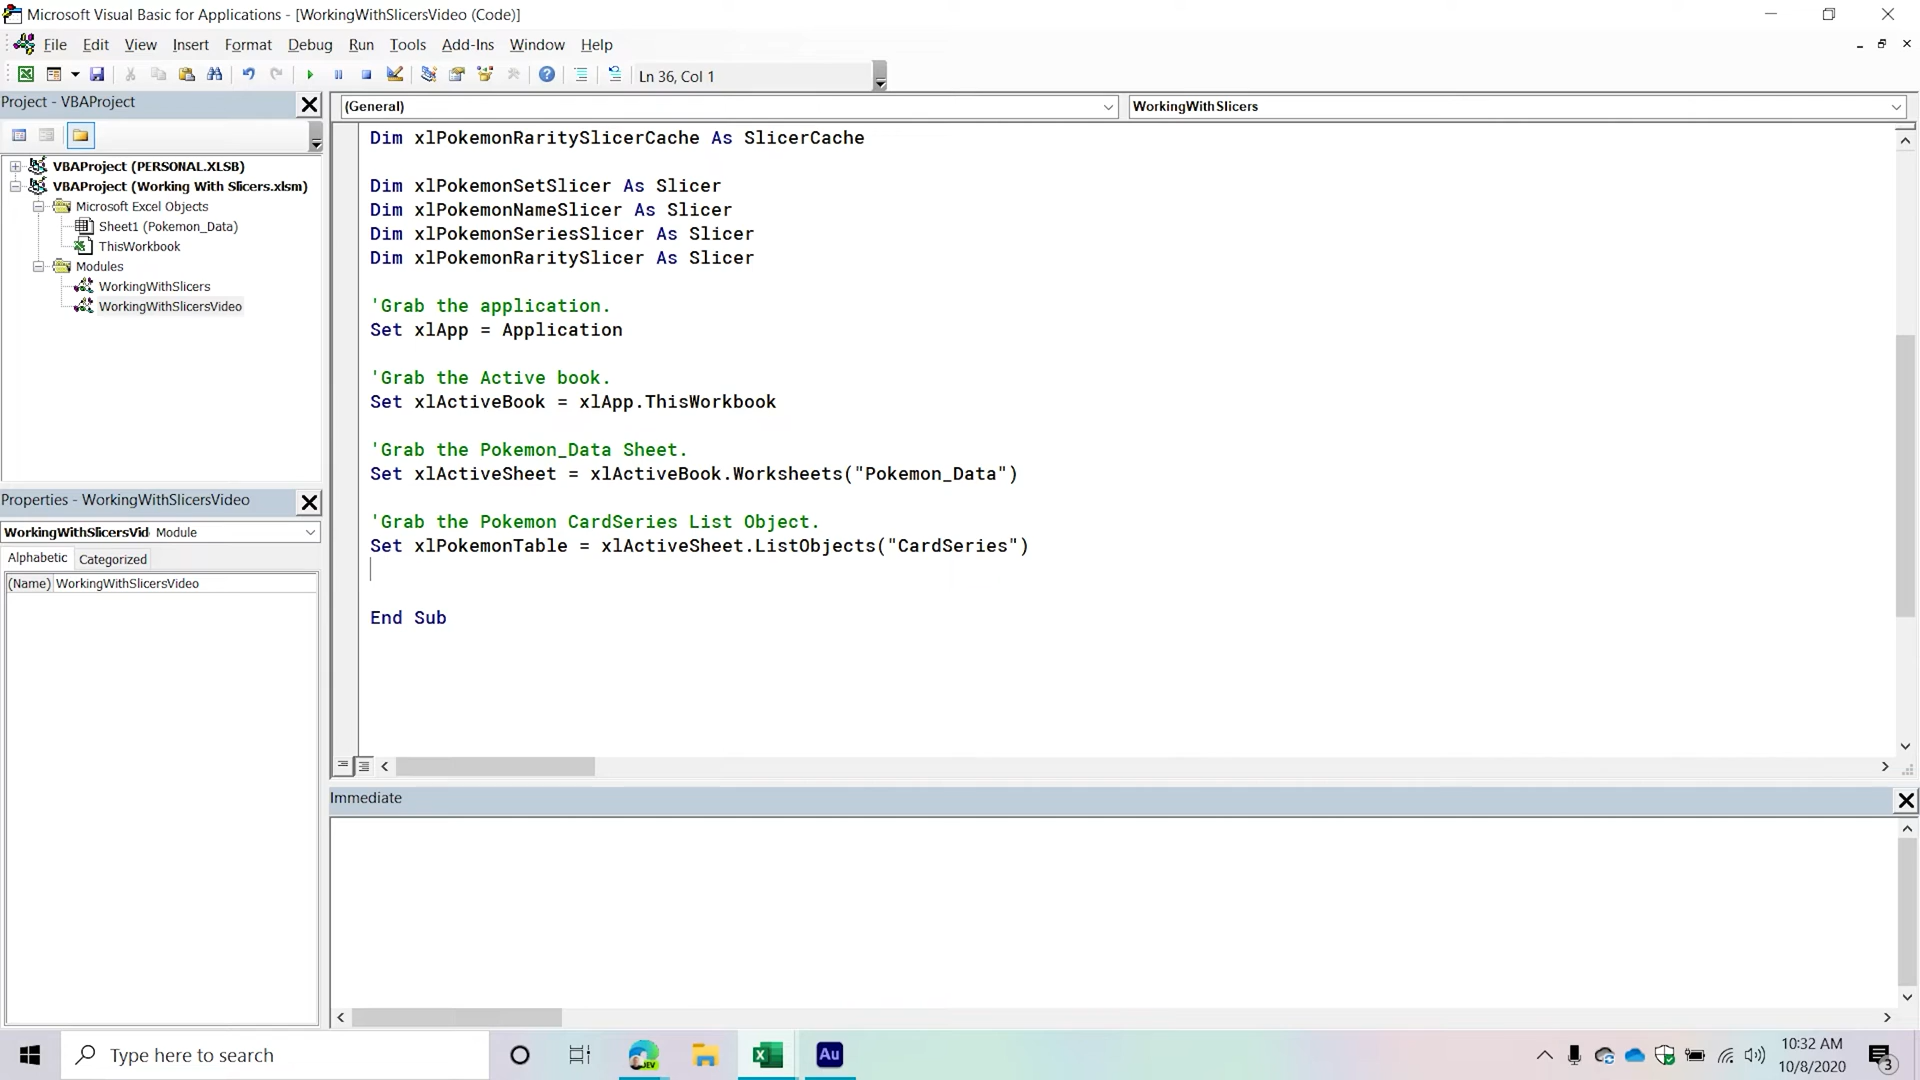 Microsoft Visual Basic for Applications - [WorkingWithSlicersVideo (Code)]
File Edit View Insert Format Debug Run Tools Add-Ins Window Help
Ln 36, Col 1
Project - VBAProject
(General)
WorkingWithSlicers
VBAProject (PERSONAL.XLSB)
VBAProject (Working With Slicers.xlsm)
Microsoft Excel Objects
Sheet1 (Pokemon_Data)
ThisWorkbook
Modules
WorkingWithSlicers
WorkingWithSlicersVideo
Properties - WorkingWithSlicersVideo
WorkingWithSlicersVid Module
Alphabetic Categorized
(Name) WorkingWithSlicersVideo
Dim xlPokemonRaritySlicerCache As SlicerCache
Dim xlPokemonSetSlicer As Slicer
Dim xlPokemonNameSlicer As Slicer
Dim xlPokemonSeriesSlicer As Slicer
Dim xlPokemonRaritySlicer As Slicer
'Grab the application.
Set xlApp = Application
'Grab the Active book.
Set xlActiveBook = xlApp.ThisWorkbook
'Grab the Pokemon_Data Sheet.
Set xlActiveSheet = xlActiveBook.Worksheets("Pokemon_Data")
'Grab the Pokemon CardSeries List Object.
Set xlPokemonTable = xlActiveSheet.ListObjects("CardSeries")
End Sub
Immediate
Type here to search
DEV
Au
10:32 AM
10/8/2020
3